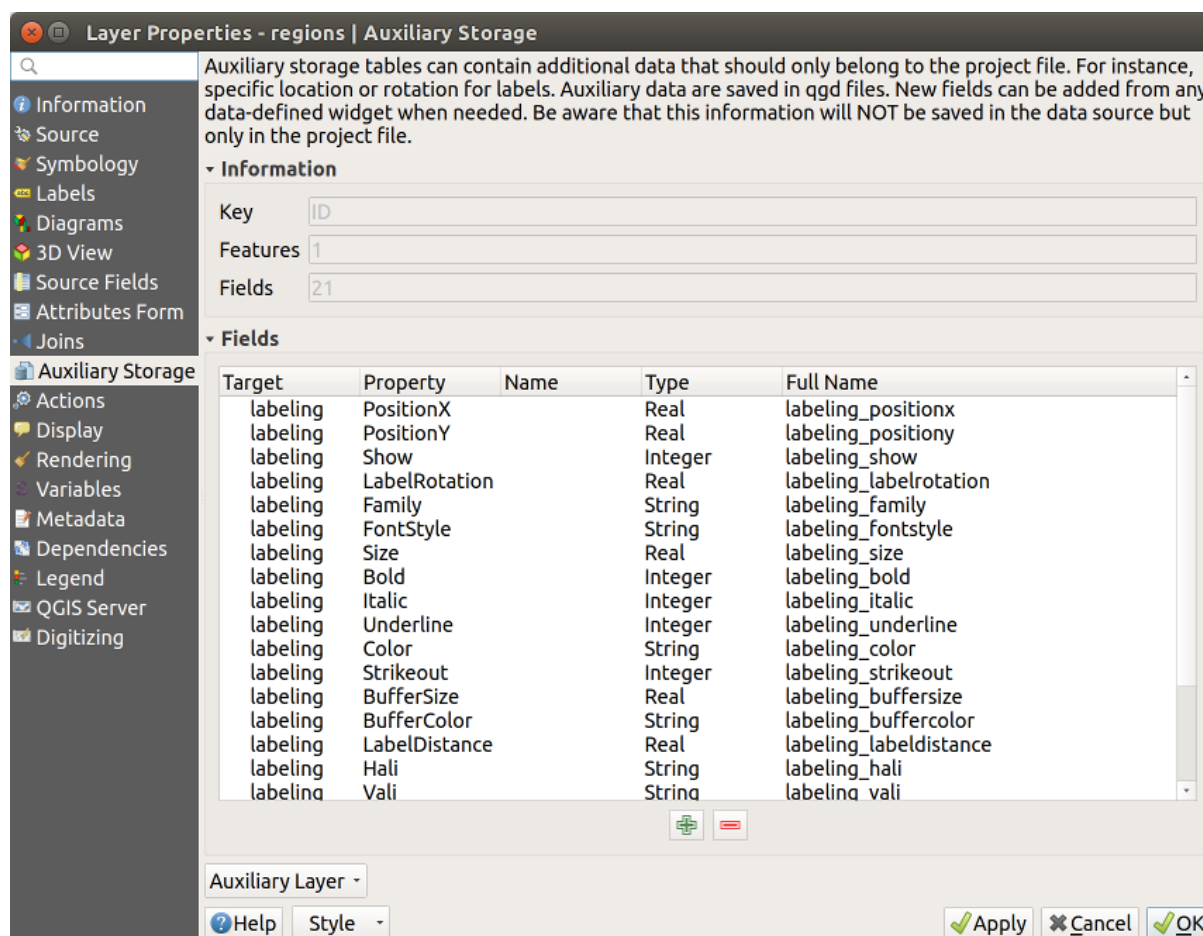 Layer Properties - regions | Auxiliary Storage
Information
Source
Symbology
Labels
Diagrams
3D View
Source Fields
Attributes Form
Joins
Auxiliary Storage
Actions
Display
Rendering
Variables
Metadata
Dependencies
Legend
QGIS Server
Digitizing
Auxiliary storage tables can contain additional data that should only belong to the project file. For instance,
specific location or rotation for labels. Auxiliary data are saved in qgd files. New fields can be added from any
data-defined widget when needed. Be aware that this information will NOT be saved in the data source but
only in the project file.
Information
Key ID
Features 1
Fields 21
Fields
Target Property Name Type Full Name
labeling PositionX Real labeling_positionx
labeling PositionY Real labeling_positiony
labeling Show Integer labeling_show
labeling LabelRotation Real labeling_labelrotation
labeling Family String labeling_family
labeling FontStyle String labeling_fontstyle
labeling Size Real labeling_size
labeling Bold Integer labeling_bold
labeling Italic Integer labeling_italic
labeling Underline Integer labeling_underline
labeling Color String labeling_color
labeling Strikeout Integer labeling_strikeout
labeling BufferSize Real labeling_buffersize
labeling BufferColor String labeling_buffercolor
labeling LabelDistance Real labeling_labeldistance
labeling Hali String labeling_hali
labeling Vali String labeling_vali
Auxiliary Layer
Help Style Apply Cancel OK